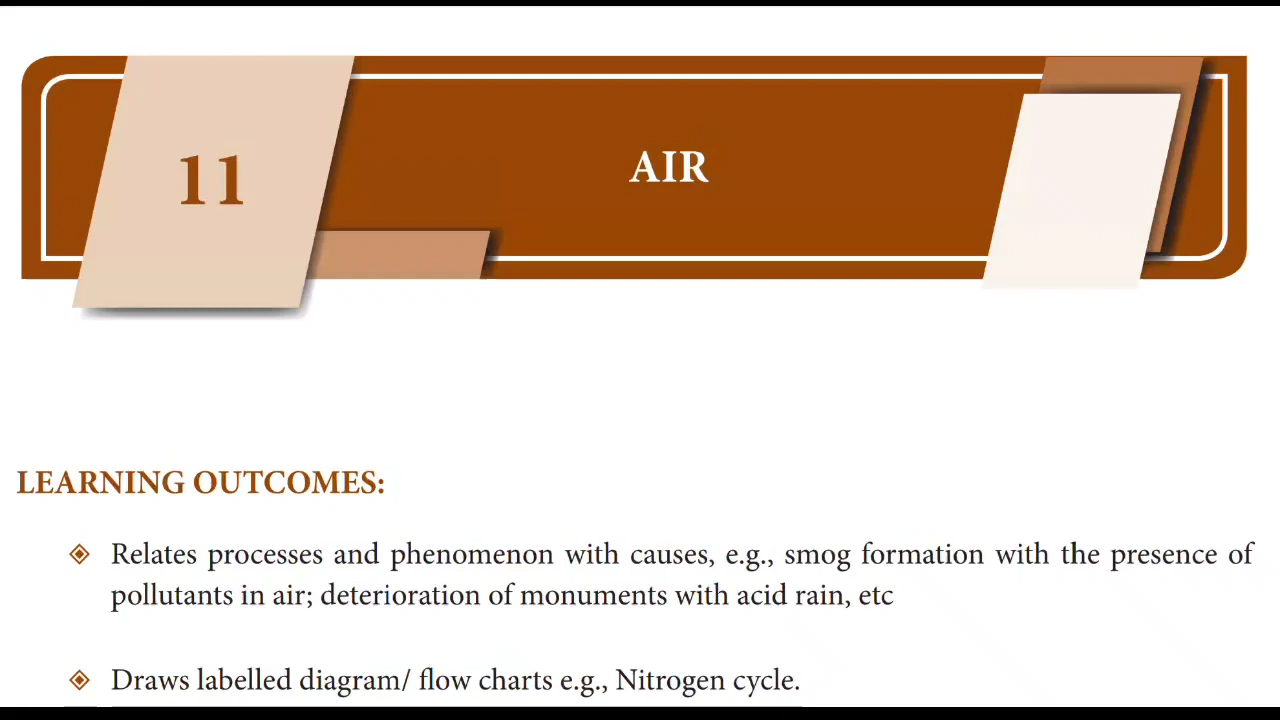 11
AIR
LEARNING OUTCOMES:
Relates processes and phenomenon with causes, e.g., smog formation with the presence of
pollutants in air; deterioration of monuments with acid rain, etc
Draws labelled diagram/ flow charts e.g., Nitrogen cycle.